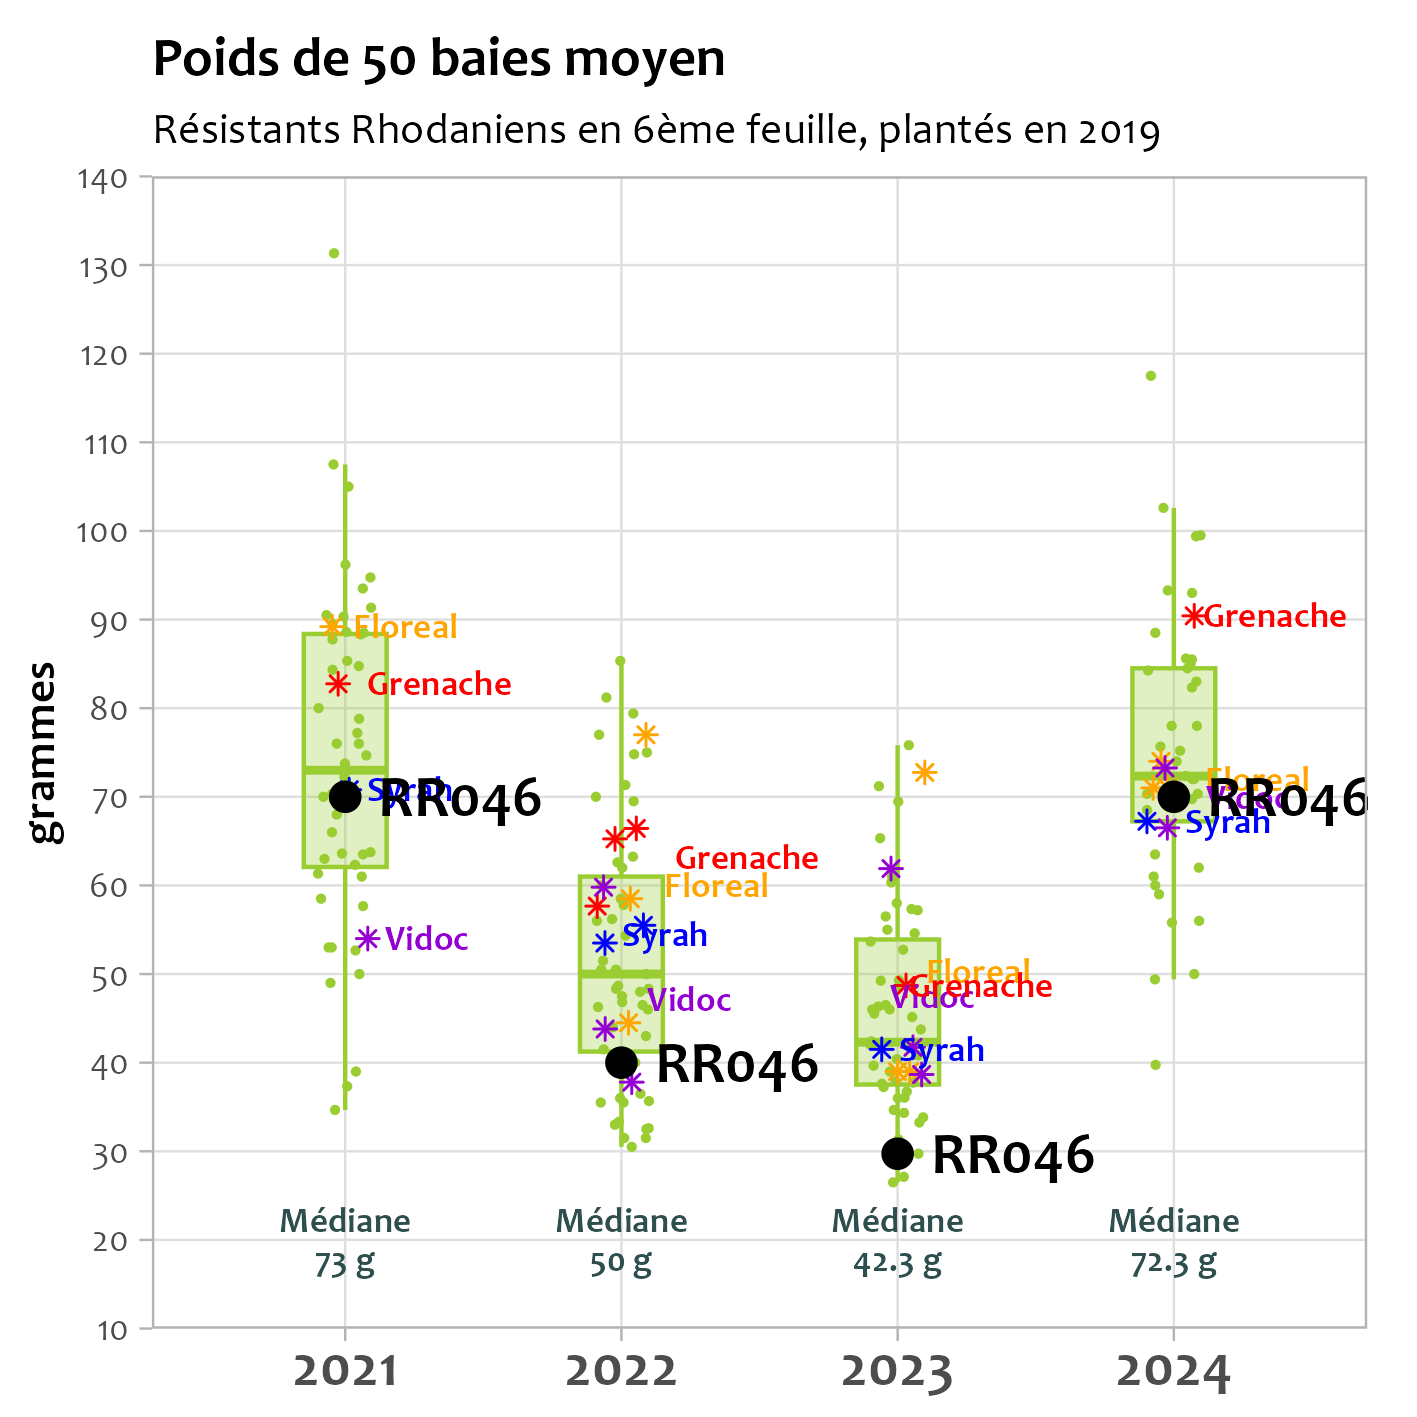 Poids de 50 baies moyen
Résistants Rhodaniens en 6ème feuille, plantés en 2019
grammes
140
130
120
110
100
90
80
70
60
50
40
30
20
10
Floreal
Grenache
Syrah
RR046
Vidoc
Médiane
73 g
2021
Grenache
Floreal
Syrah
Vidoc
RR046
Médiane
50 g
2022
Floreal
Grenache
Vidoc
Syrah
RR046
Médiane
42.3 g
2023
Grenache
Floreal
Vidoc
RR046
Syrah
Médiane
72.3 g
2024